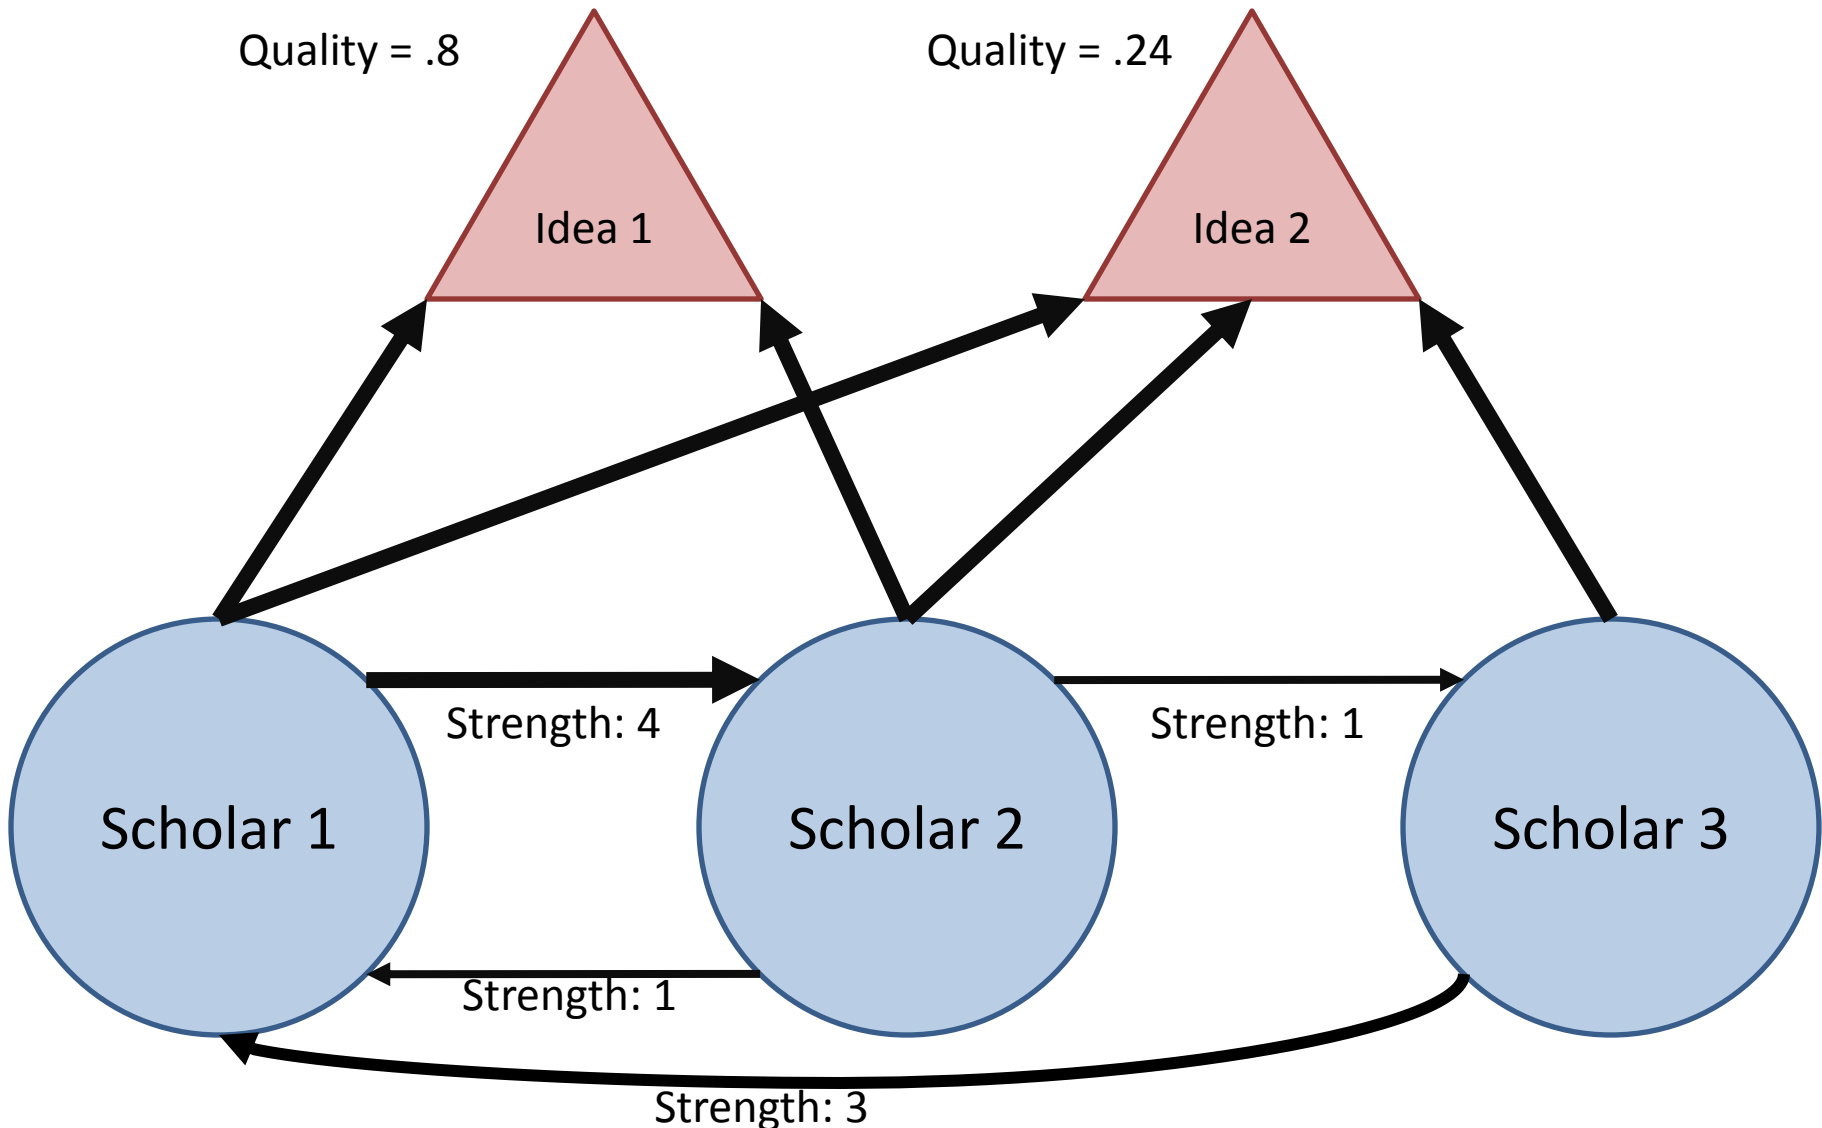 Quality = .8
Quality = .24
Idea 1
Idea 2
Strength: 4
Strength: 1
Scholar 1
Scholar 2
Scholar 3
Strength: 1
Strength: 3